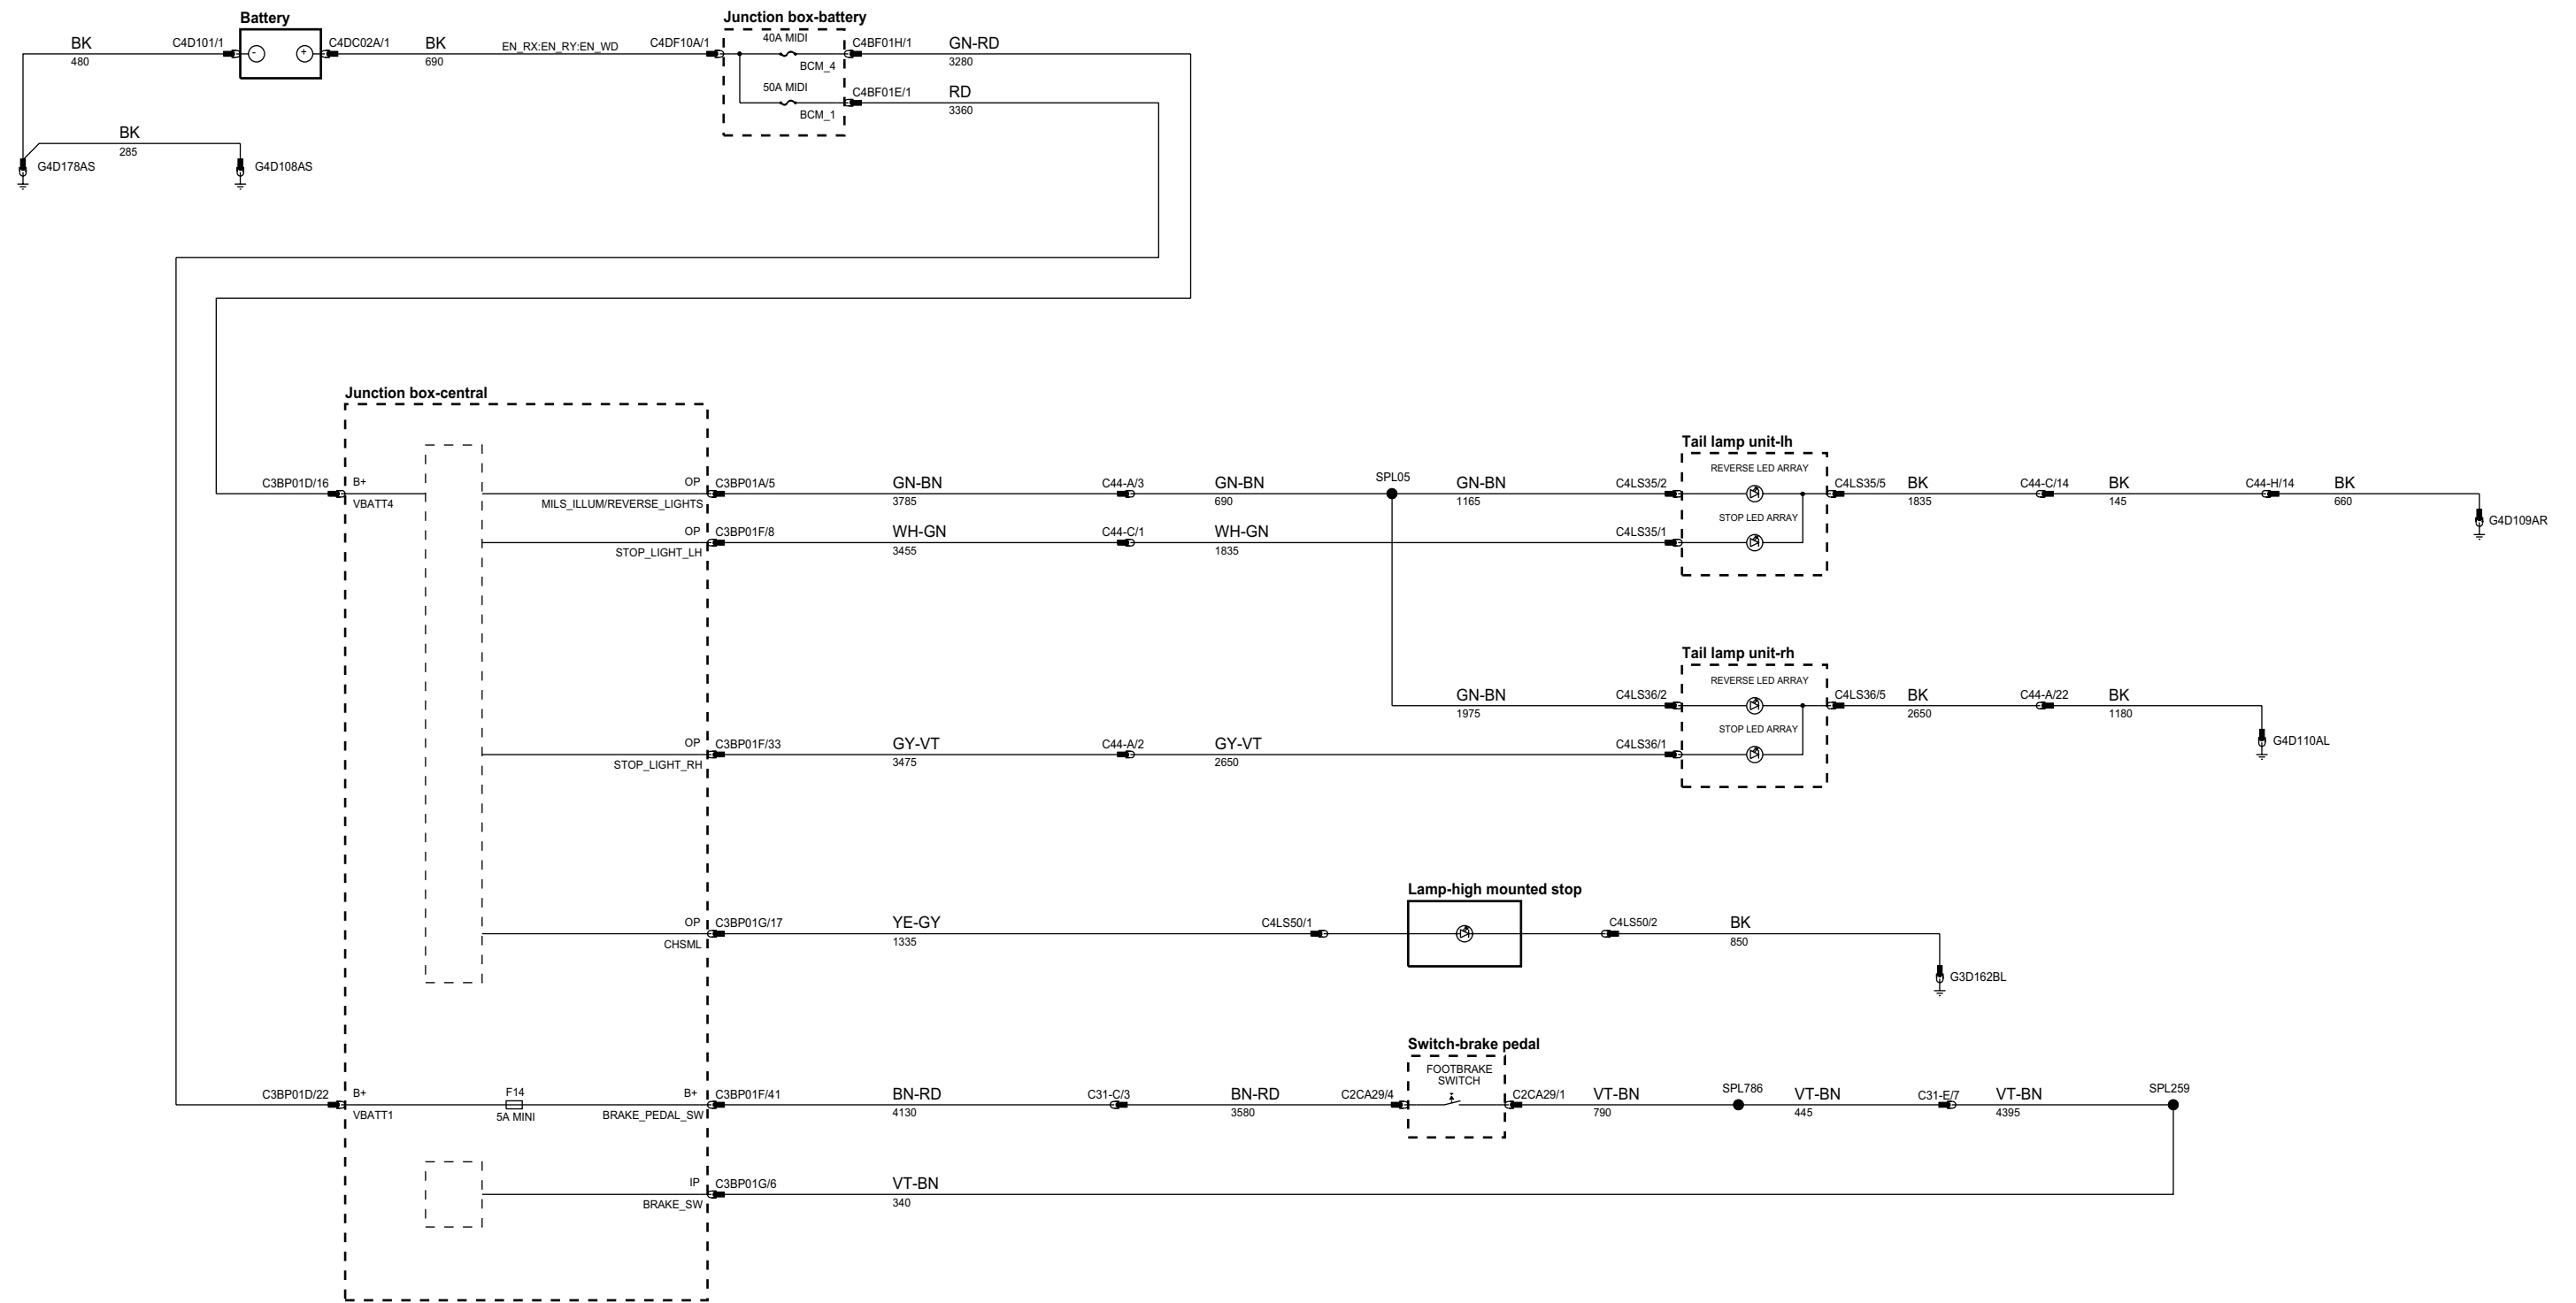 Battery
Junction box-battery
BK
480
C4D101/1
-
+
C4DC02A/1
BK
690
EN_RX:EN_RY:EN_WD
C4DF10A/1
40A MIDI
BCM_4
C4BF01H/1
GN-RD
3280
50A MIDI
BCM_1
C4BF01E/1
RD
3360
BK
285
G4D178AS
G4D108AS
Junction box-central
C3BP01D/16
B+
VBATT4
OP
MILS_ILLUM/REVERSE_LIGHTS
C3BP01A/5
GN-BN
3785
C44-A/3
GN-BN
690
SPL05
GN-BN
1165
C4LS35/2
Tail lamp unit-lh
REVERSE LED ARRAY
STOP LED ARRAY
C4LS35/5
BK
1835
C44-C/14
BK
145
C44-H/14
BK
660
G4D109AR
OP
STOP_LIGHT_LH
C3BP01F/8
WH-GN
3455
C44-C/1
WH-GN
1835
C4LS35/1
Tail lamp unit-rh
REVERSE LED ARRAY
STOP LED ARRAY
GN-BN
1975
C4LS36/2
C4LS36/5
BK
2650
C44-A/22
BK
1180
G4D110AL
OP
STOP_LIGHT_RH
C3BP01F/33
GY-VT
3475
C44-A/2
GY-VT
2650
C4LS36/1
Lamp-high mounted stop
OP
CHSML
C3BP01G/17
YE-GY
1335
C4LS50/1
C4LS50/2
BK
850
G3D162BL
Switch-brake pedal
FOOTBRAKE
SWITCH
C3BP01D/22
B+
VBATT1
F14
5A MINI
B+
BRAKE_PEDAL_SW
C3BP01F/41
BN-RD
4130
C31-C/3
BN-RD
3580
C2CA29/4
C2CA29/1
VT-BN
790
SPL786
VT-BN
445
C31-E/7
VT-BN
4395
SPL259
IP
BRAKE_SW
C3BP01G/6
VT-BN
340